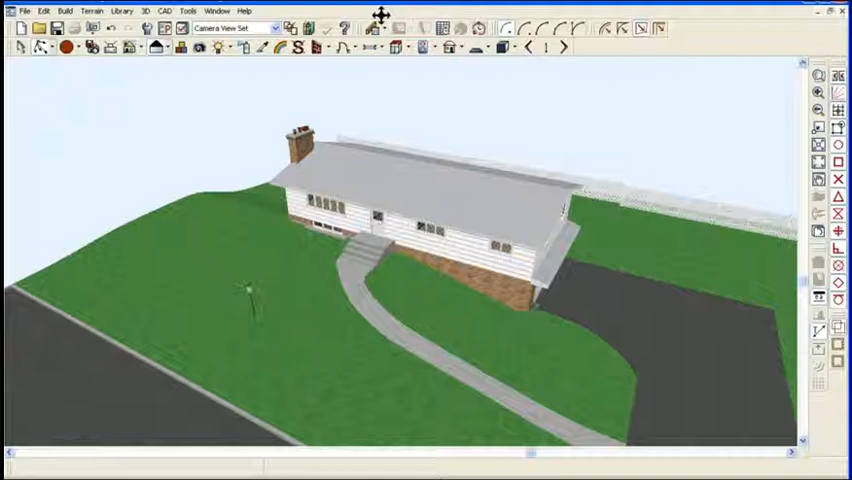 File Edit Build Terrain Library 3D CAD Tools Window Help
Camera View Set